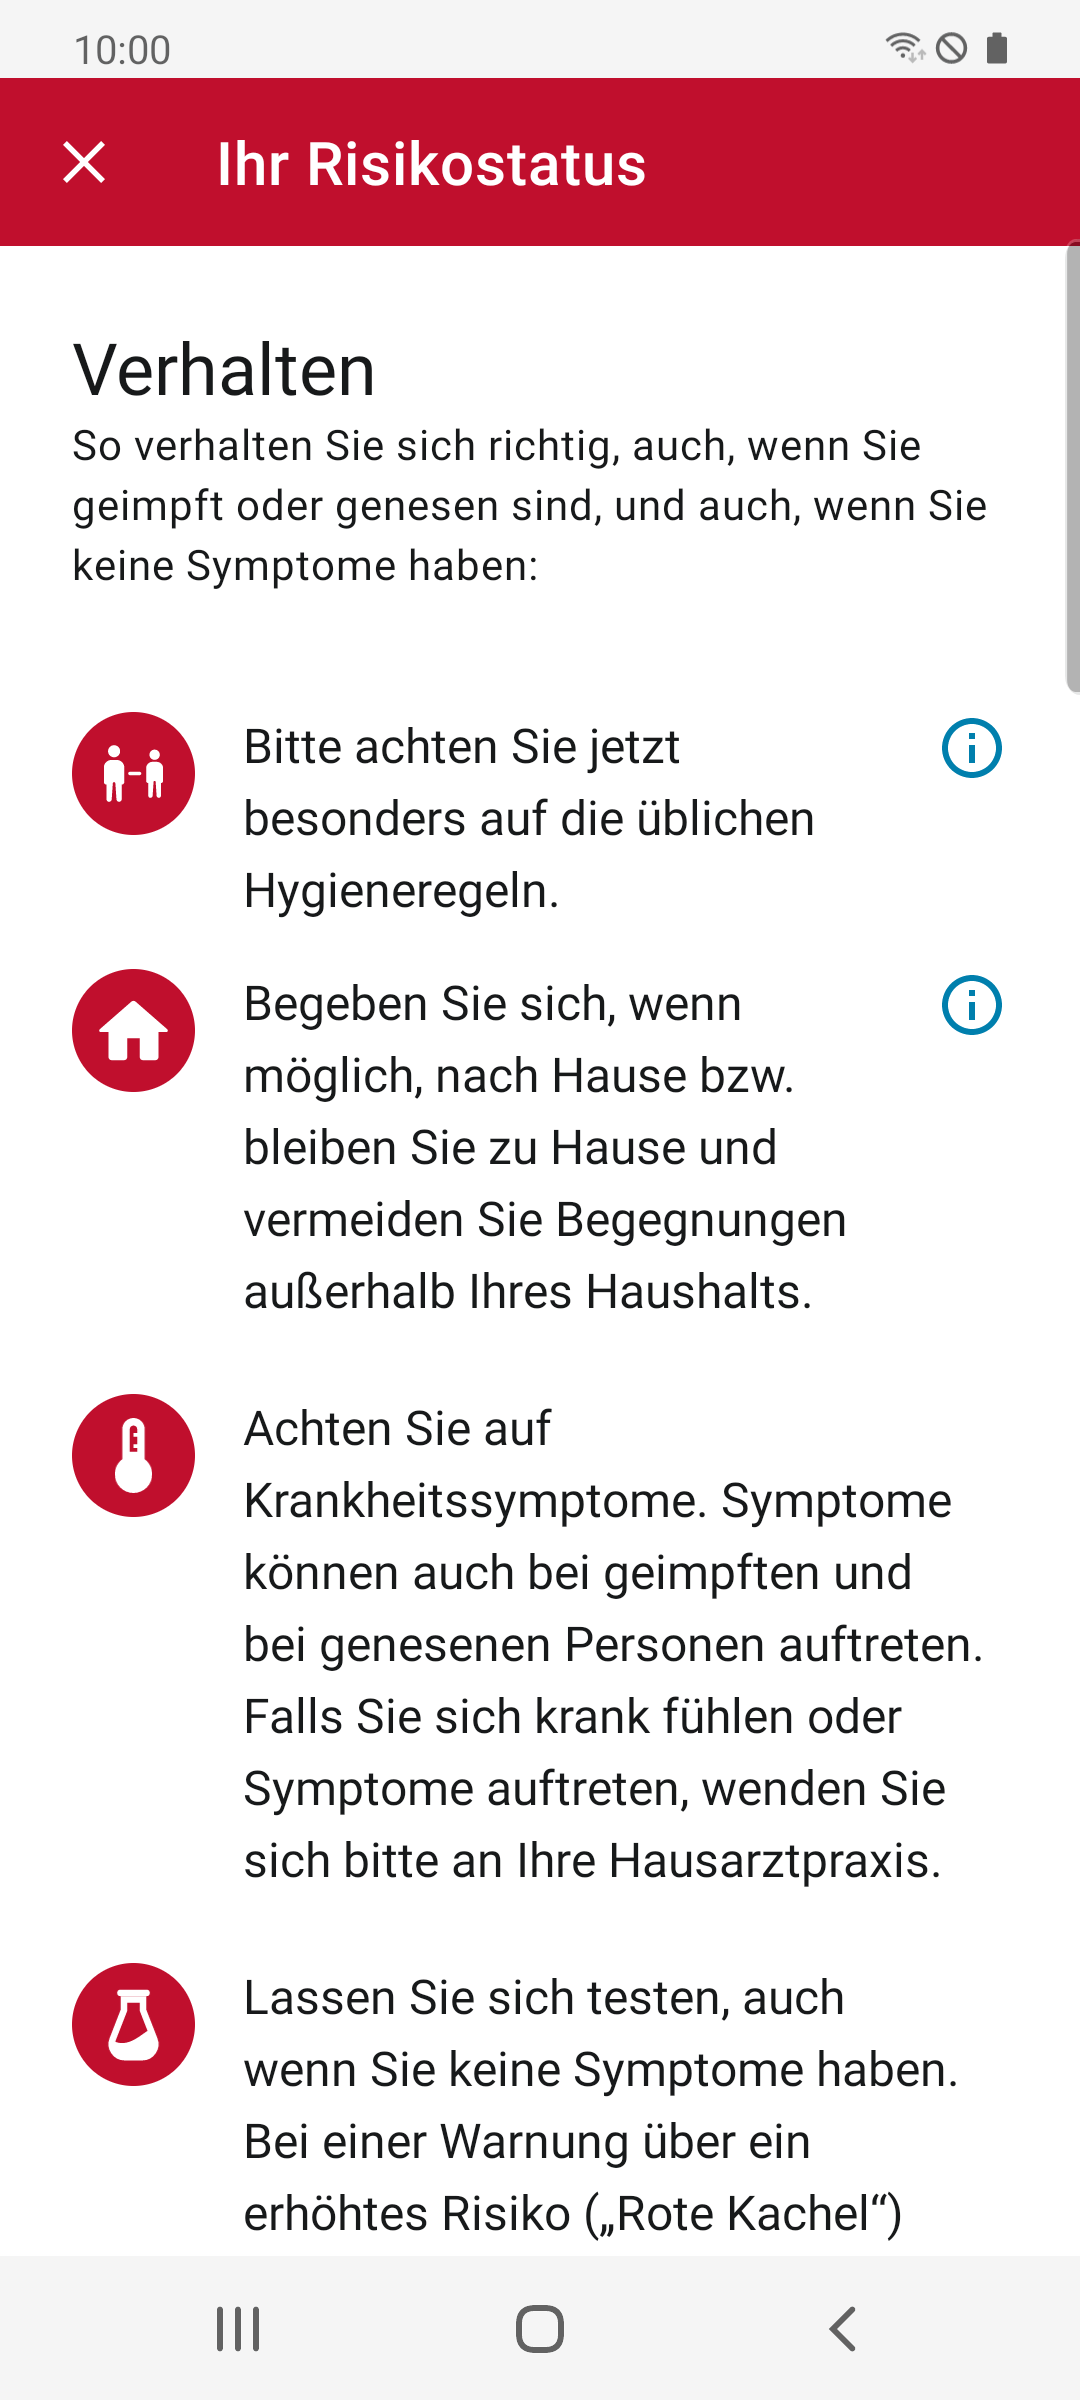 10:00
Ihr Risikostatus
Verhalten
So verhalten Sie sich richtig, auch, wenn Sie
geimpft oder genesen sind, und auch, wenn Sie
keine Symptome haben:
Bitte achten Sie jetzt
besonders auf die üblichen
Hygieneregeln.
Begeben Sie sich, wenn
möglich, nach Hause bzw.
bleiben Sie zu Hause und
vermeiden Sie Begegnungen
außerhalb Ihres Haushalts.
Achten Sie auf
Krankheitssymptome. Symptome
können auch bei geimpften und
bei genesenen Personen auftreten.
Falls Sie sich krank fühlen oder
Symptome auftreten, wenden Sie
sich bitte an Ihre Hausarztpraxis.
Lassen Sie sich testen, auch
wenn Sie keine Symptome haben.
Bei einer Warnung über ein
erhöhtes Risiko („Rote Kachel“)